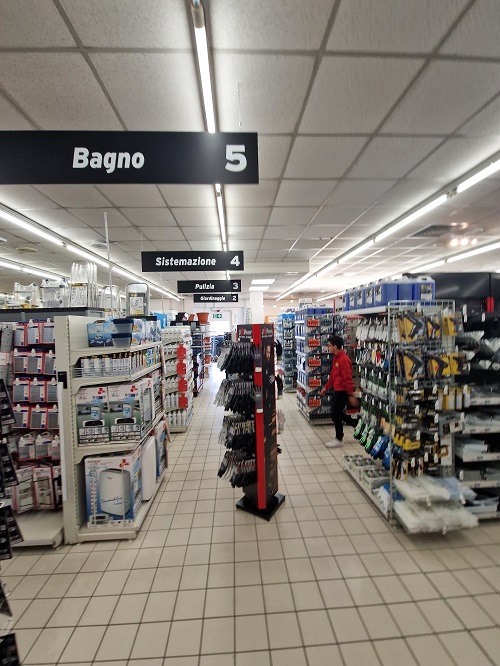 Bagno 5
Sistemazione 4
Pulizia 3
Giardinaggio 2